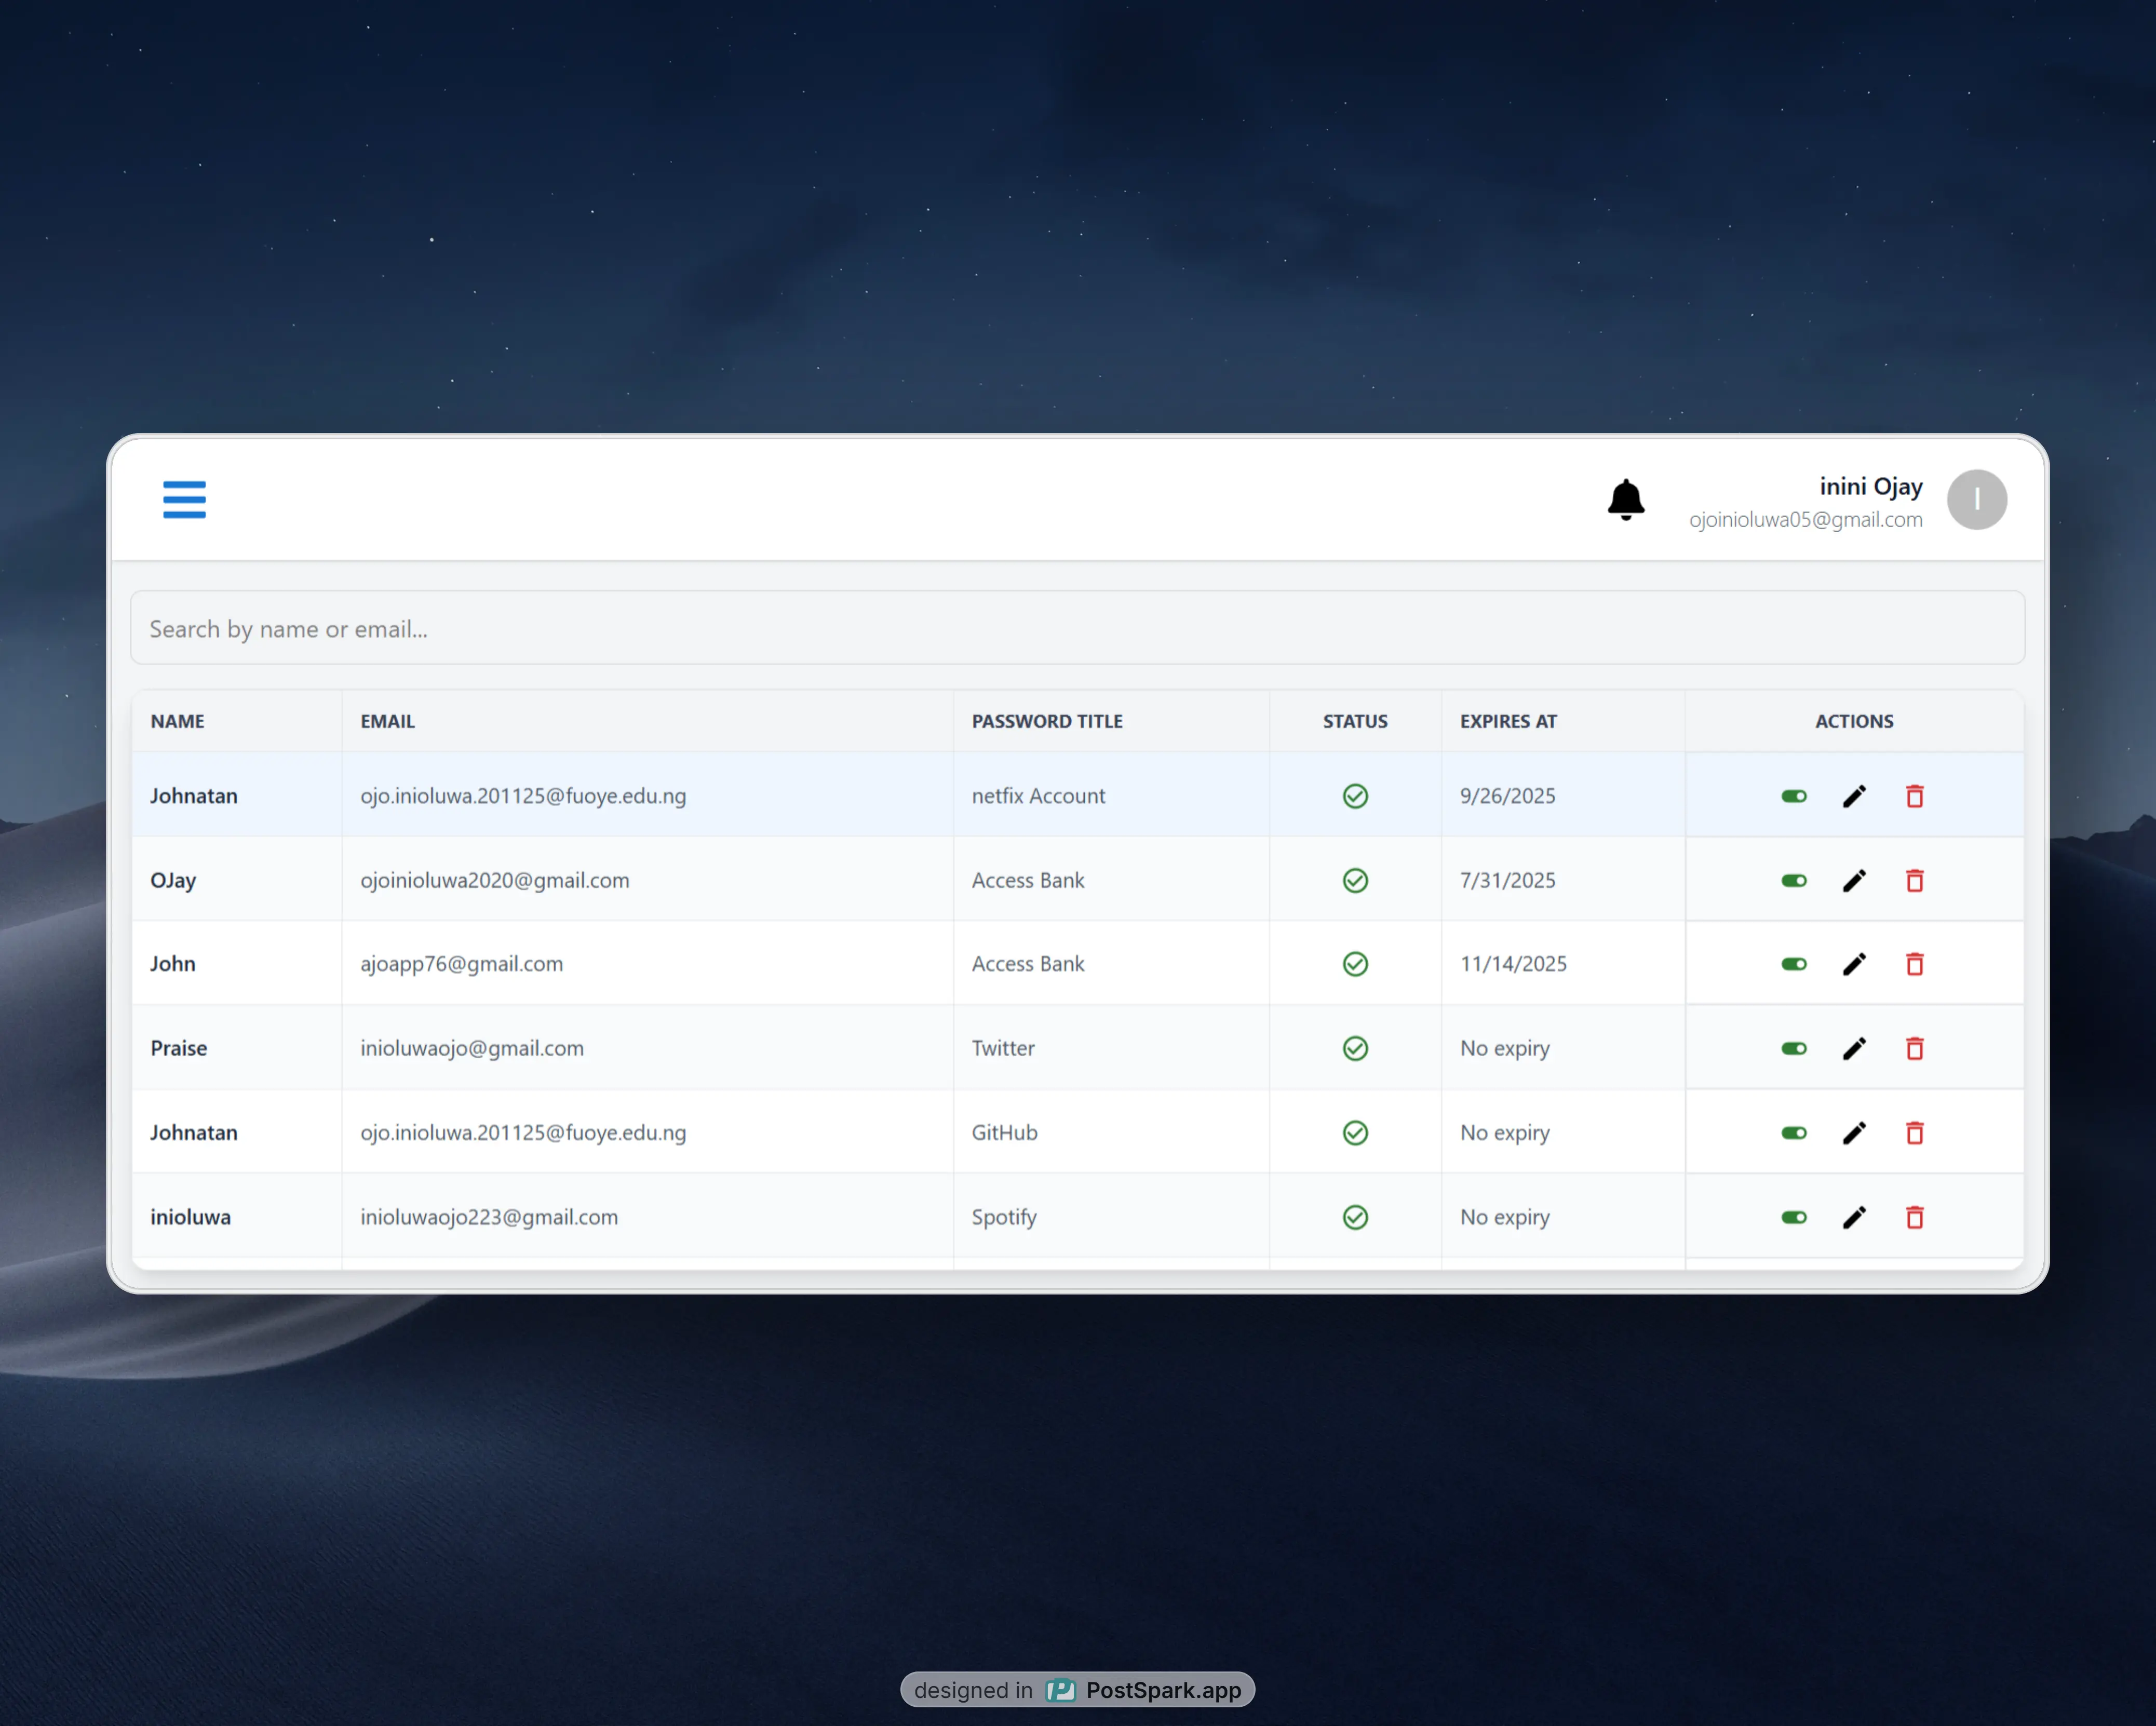 inini Ojay
ojoinioluwa05@gmail.com
I
Search by name or email...
NAME EMAIL PASSWORD TITLE STATUS EXPIRES AT ACTIONS
Johnatan ojo.inioluwa.201125@fuoye.edu.ng netfix Account 9/26/2025
OJay ojoinioluwa2020@gmail.com Access Bank 7/31/2025
John ajoapp76@gmail.com Access Bank 11/14/2025
Praise inioluwaojo@gmail.com Twitter No expiry
Johnatan ojo.inioluwa.201125@fuoye.edu.ng GitHub No expiry
inioluwa inioluwaojo223@gmail.com Spotify No expiry
designed in PostSpark.app